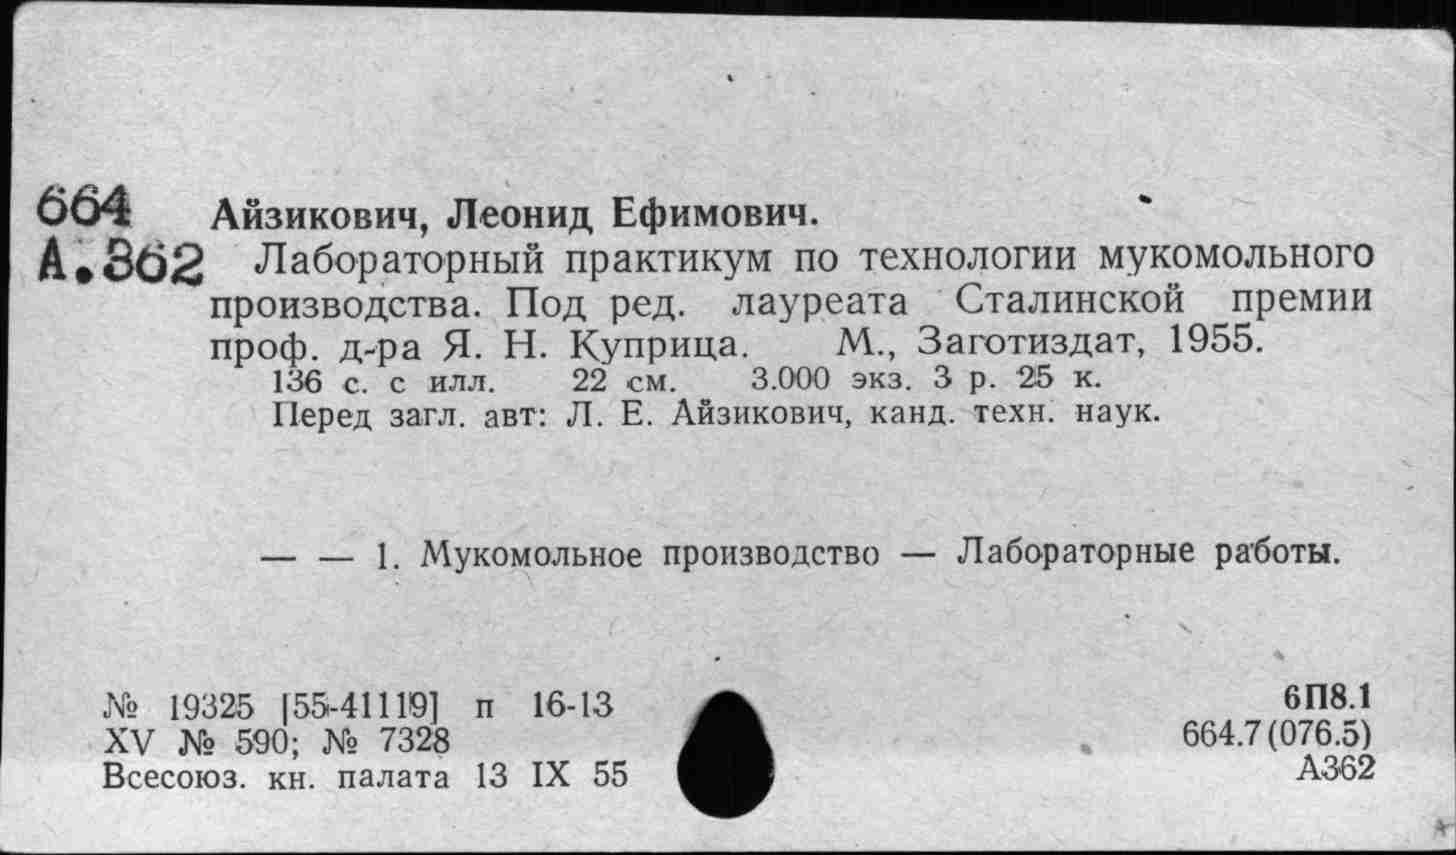 664 Айзикович, Леонид Ефимович.
А.362 Лабораторный практикум по технологии мукомольного
производства. Под ред. лауреата Сталинской премии
проф. д-ра Я. Н. Куприца. М., Заготиздат, 1955.
136 с. с илл. 22 см. 3.000 экз. 3 р. 25 к.
Перед загл. авт: Л. Е. Айзикович, канд. техн. наук.
— — 1. Мукомольное производство — Лабораторные работы.
№ 19325 [55-41119] п 16-13
XV № 590; № 7328
Всесоюз. кн. палата 13 IX 55
6П8.1
664.7(076.5)
А362